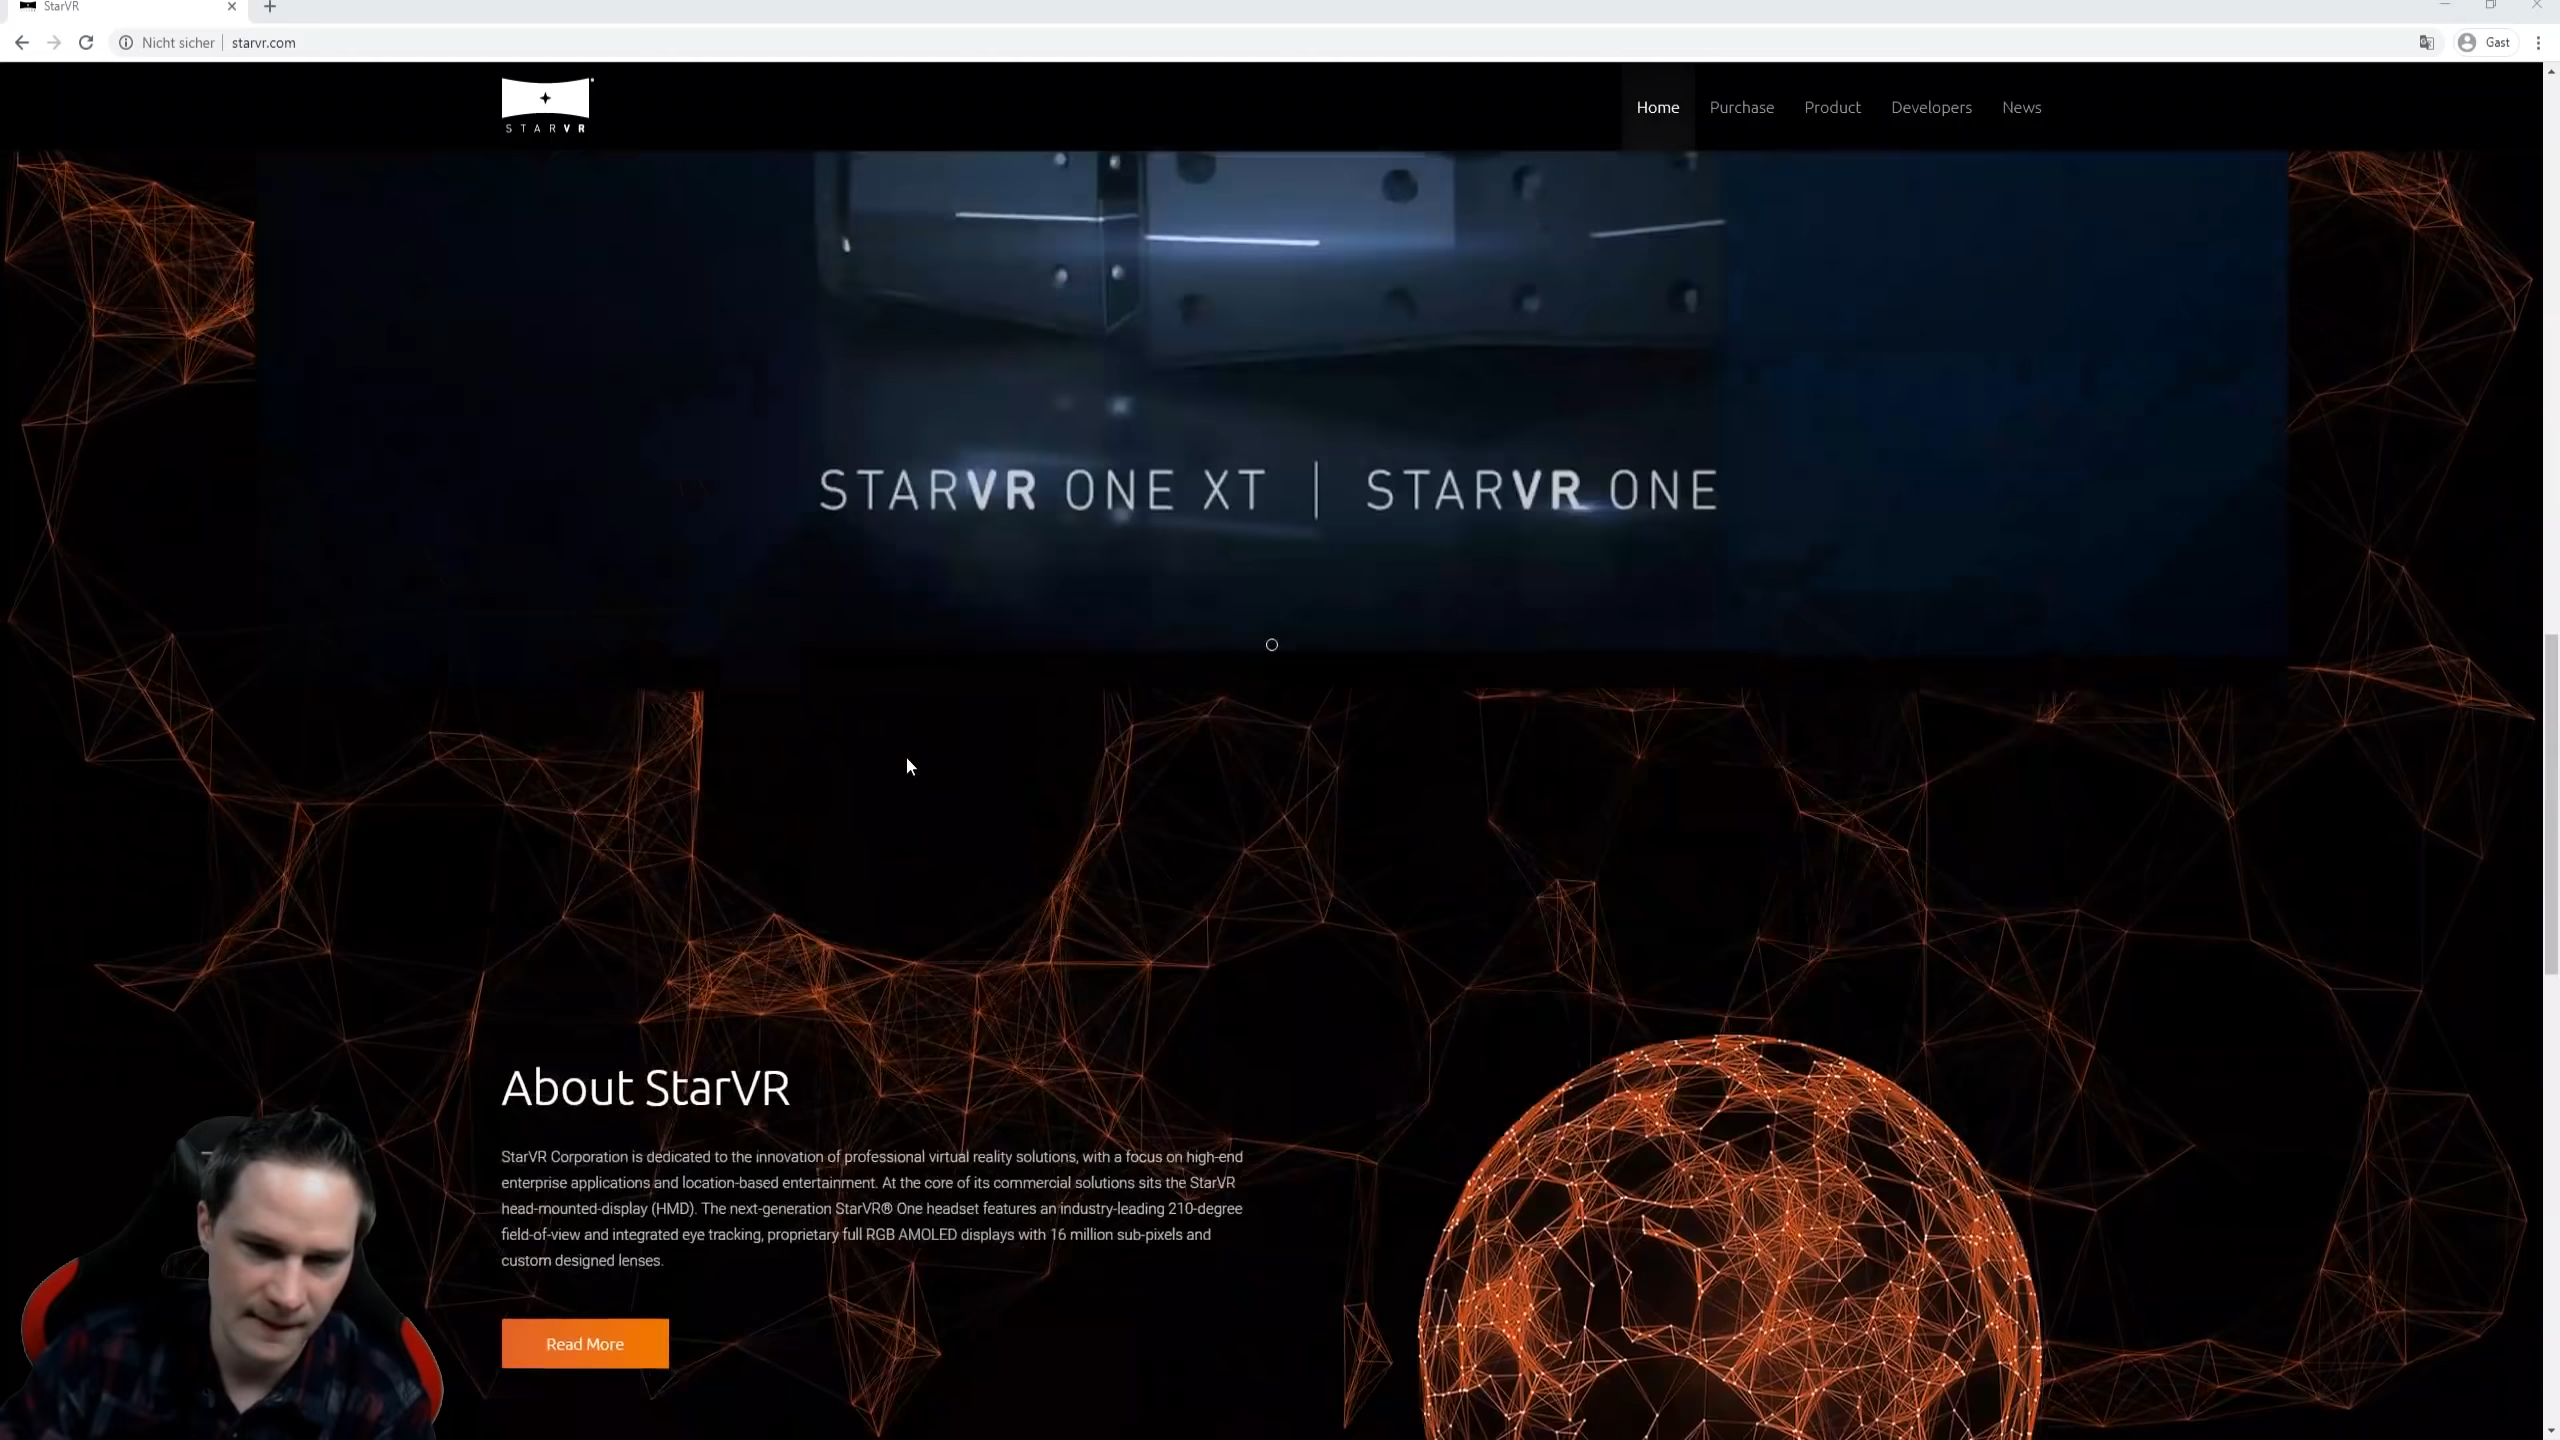 StarVR
Nicht sicher
starvr.com
Gast
STARVR
Home
Purchase
Product
Developers
News
STARVR ONE XT | STARVR ONE
About StarVR
StarVR Corporation is dedicated to the innovation of professional virtual reality solutions, with a focus on high-end
enterprise applications and location-based entertainment. At the core of its commercial solutions sits the StarVR
head-mounted-display (HMD). The next-generation StarVR® One headset features an industry-leading 210-degree
field-of-view and integrated eye tracking, proprietary full RGB AMOLED displays with 16 million sub-pixels and
custom designed lenses.
Read More